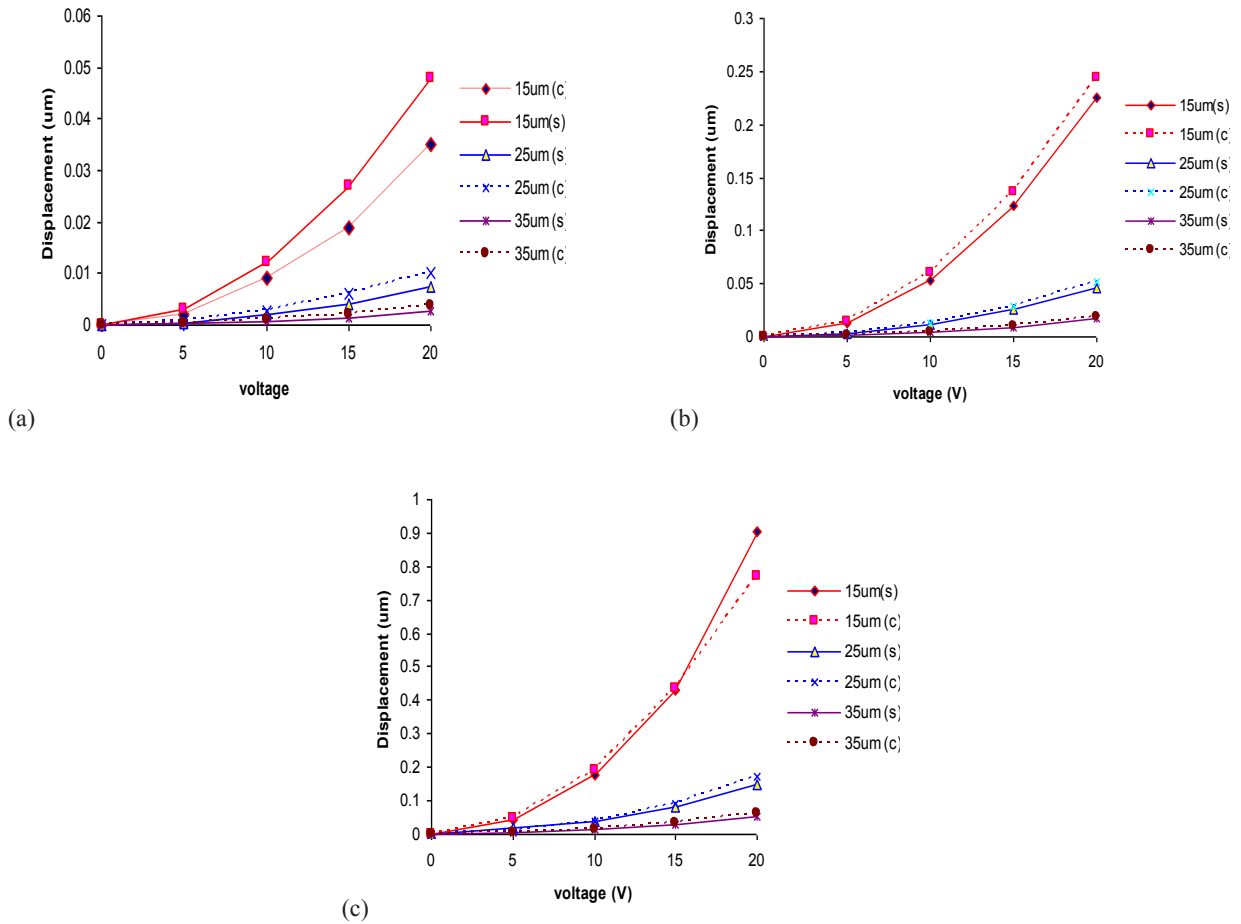 0.06
0.05
0.04
0.03
0.02
0.01
0
Displacement (um)
0 5 10 15 20
voltage
15um (c)
15um(s)
25um (s)
25um (c)
35um (s)
35um (c)
(a)
0.3
0.25
0.2
0.15
0.1
0.05
0
Displacement (um)
0 5 10 15 20
voltage (V)
15um(s)
15um (c)
25um (s)
25um (c)
35um (s)
35um (c)
(b)
1
0.9
0.8
0.7
0.6
0.5
0.4
0.3
0.2
0.1
0
Displacement (um)
0 5 10 15 20
voltage (V)
15um(s)
15um (c)
25um (s)
25um (c)
35um (s)
35um (c)
(c)